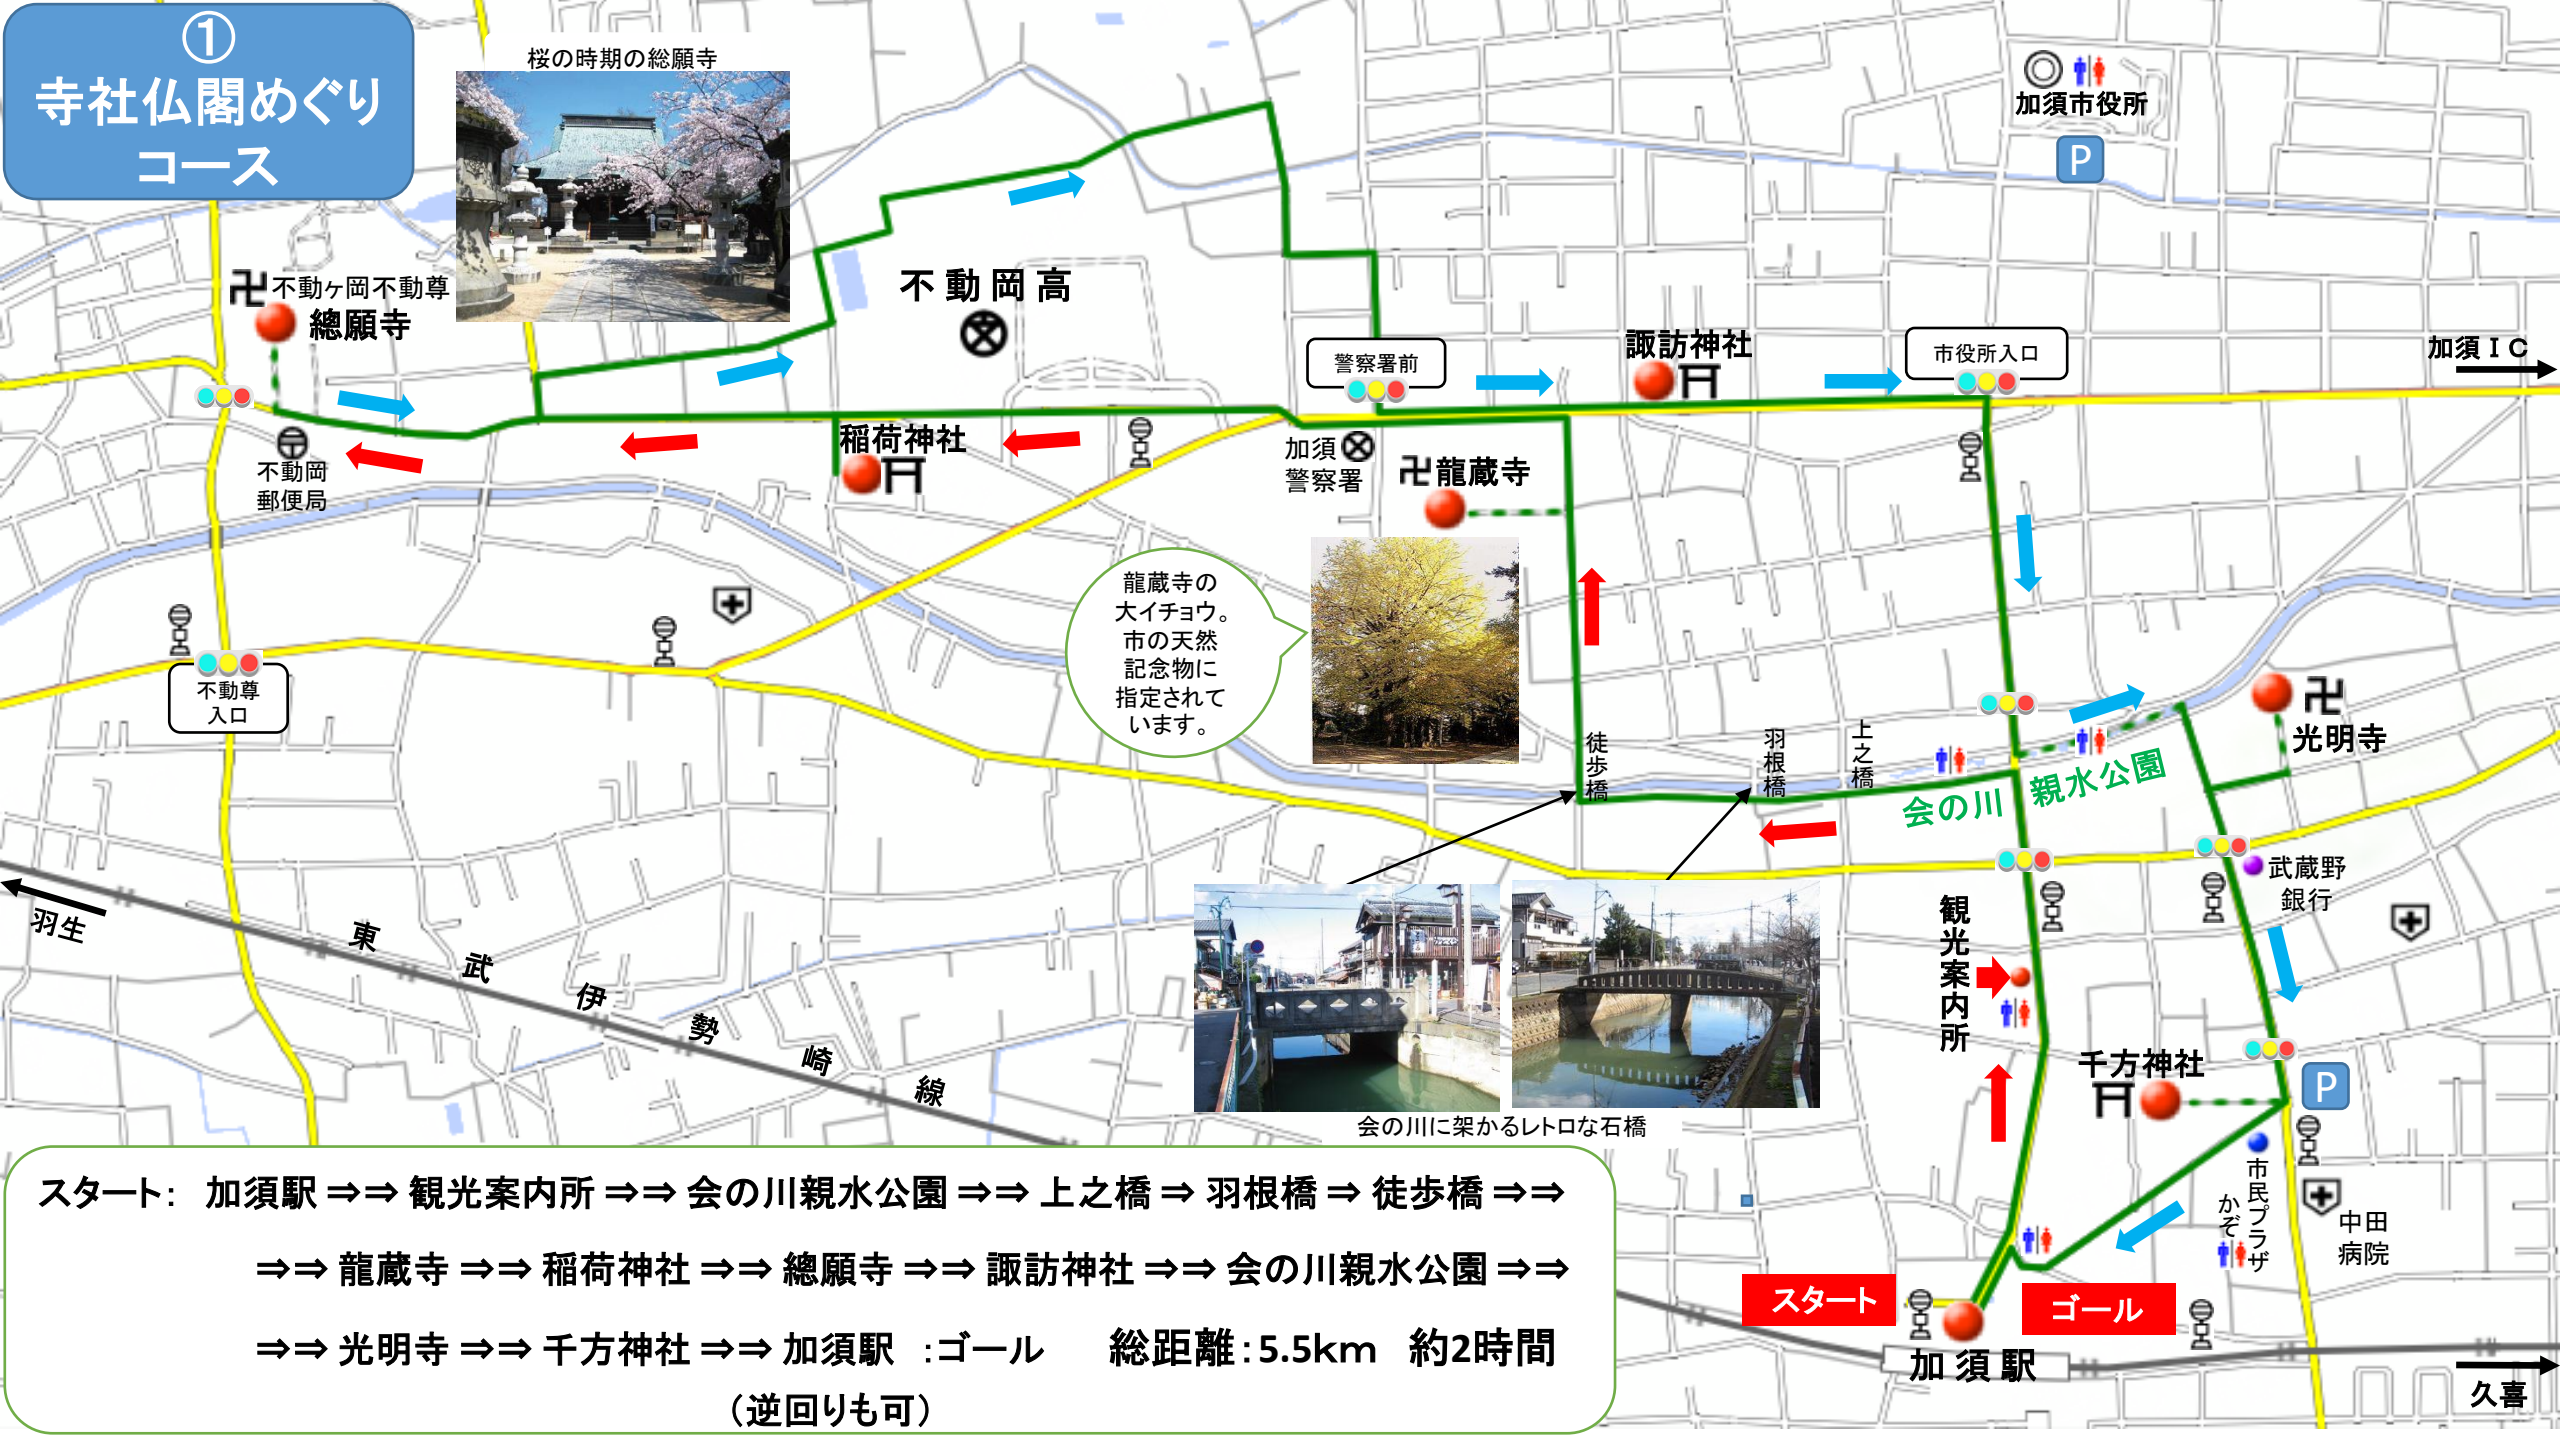 ①
寺社仏閣めぐり
コース
桜の時期の総願寺
加須市役所
P
卍不動ヶ岡不動尊
總願寺
不動岡高
警察署前
諏訪神社
市役所入口
加須IC
稲荷神社
加須
警察署
卍龍蔵寺
不動岡
郵便局
龍蔵寺の
大イチョウ。
市の天然
記念物に
指定されて
います。
不動尊
入口
徒歩橋
羽根橋
上之橋
会の川 親水公園
卍
光明寺
武蔵野
銀行
羽生
東武伊勢崎線
観光案内所
千方神社
P
会の川に架かるレトロな石橋
市民プラザ
かぞ
中田
病院
スタート
ゴール
加須駅
久喜
スタート： 加須駅 ⇒⇒ 観光案内所 ⇒⇒ 会の川親水公園 ⇒⇒ 上之橋 ⇒ 羽根橋 ⇒ 徒歩橋 ⇒⇒
⇒⇒ 龍蔵寺 ⇒⇒ 稲荷神社 ⇒⇒ 總願寺 ⇒⇒ 諏訪神社 ⇒⇒ 会の川親水公園 ⇒⇒
⇒⇒ 光明寺 ⇒⇒ 千方神社 ⇒⇒ 加須駅 ：ゴール 総距離：5.5km 約2時間
（逆回りも可）